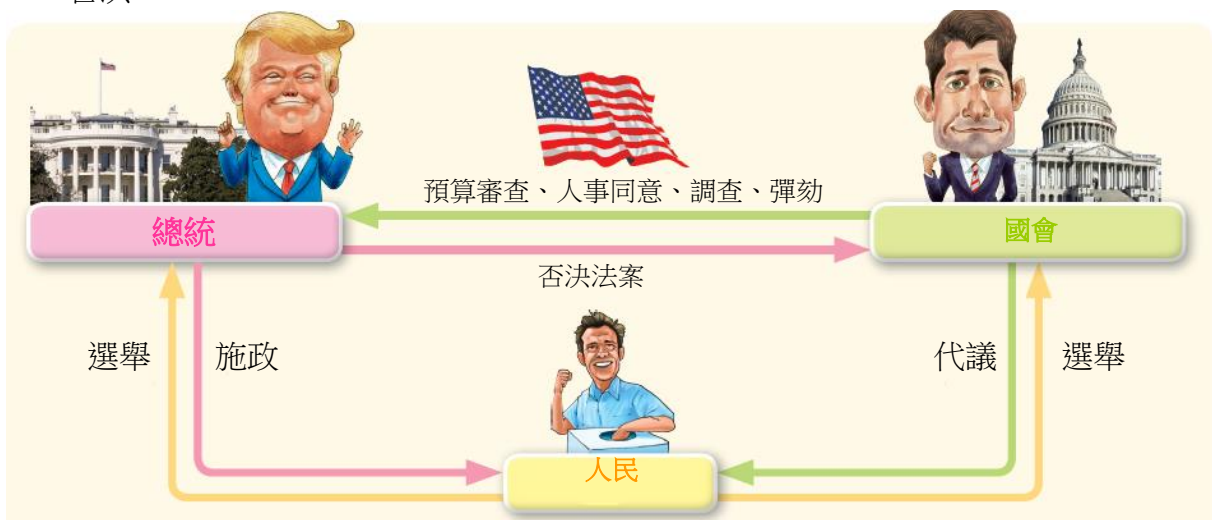 預算審查、人事同意、調查、彈劾
總統
國會
否決法案
選舉
施政
代議
選舉
人民